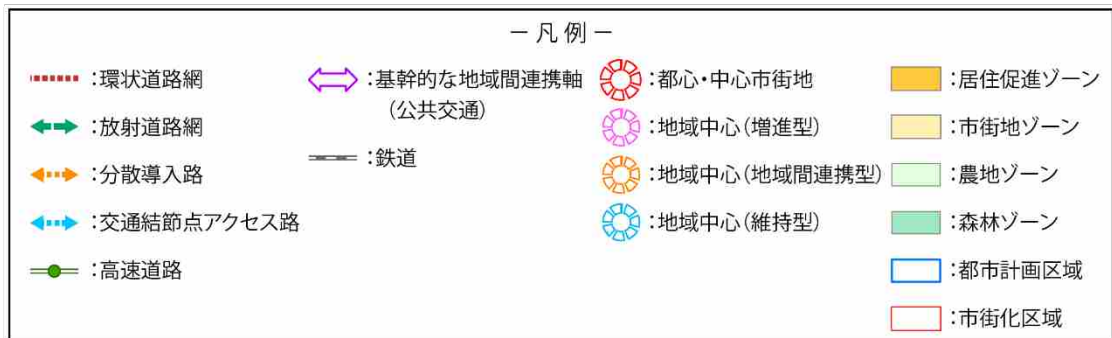 －凡例－
：環状道路網
：放射道路網
：分散導入路
：交通結節点アクセス路
：高速道路
：基幹的な地域間連携軸
（公共交通）
：鉄道
：都心・中心市街地
：地域中心（増進型）
：地域中心（地域間連携型）
：地域中心（維持型）
：居住促進ゾーン
：市街地ゾーン
：農地ゾーン
：森林ゾーン
：都市計画区域
：市街化区域